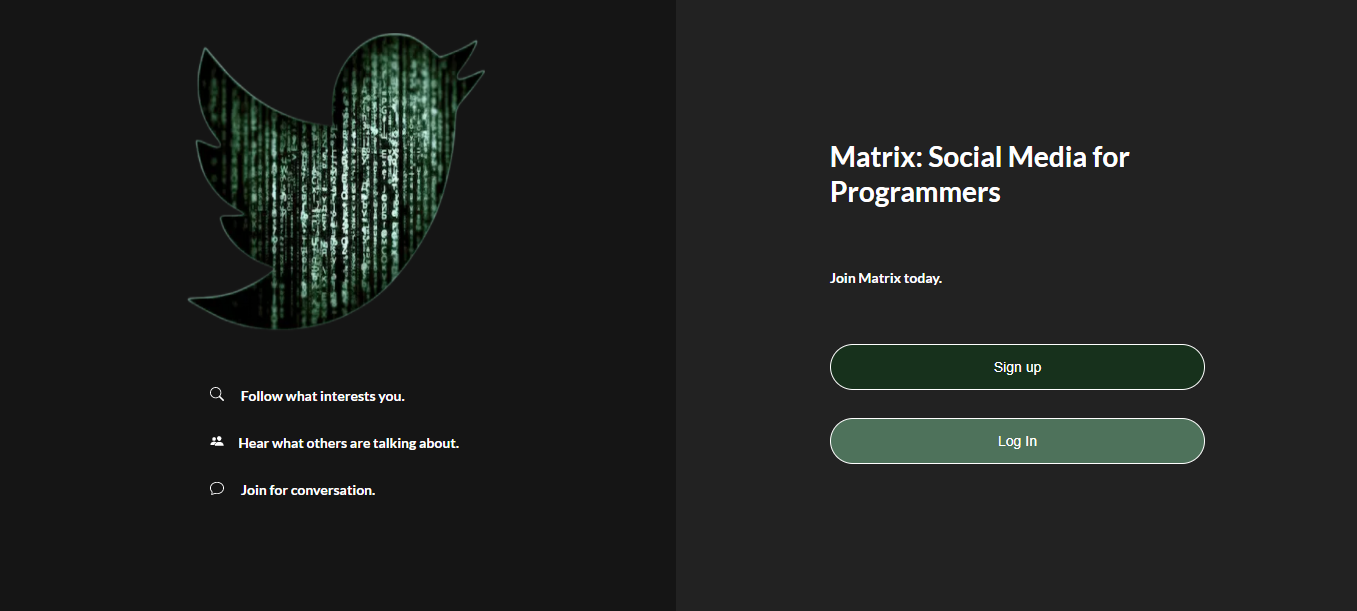 Follow what interests you.
Hear what others are talking about.
Join for conversation.
Matrix: Social Media for
Programmers
Join Matrix today.
Sign up
Log In